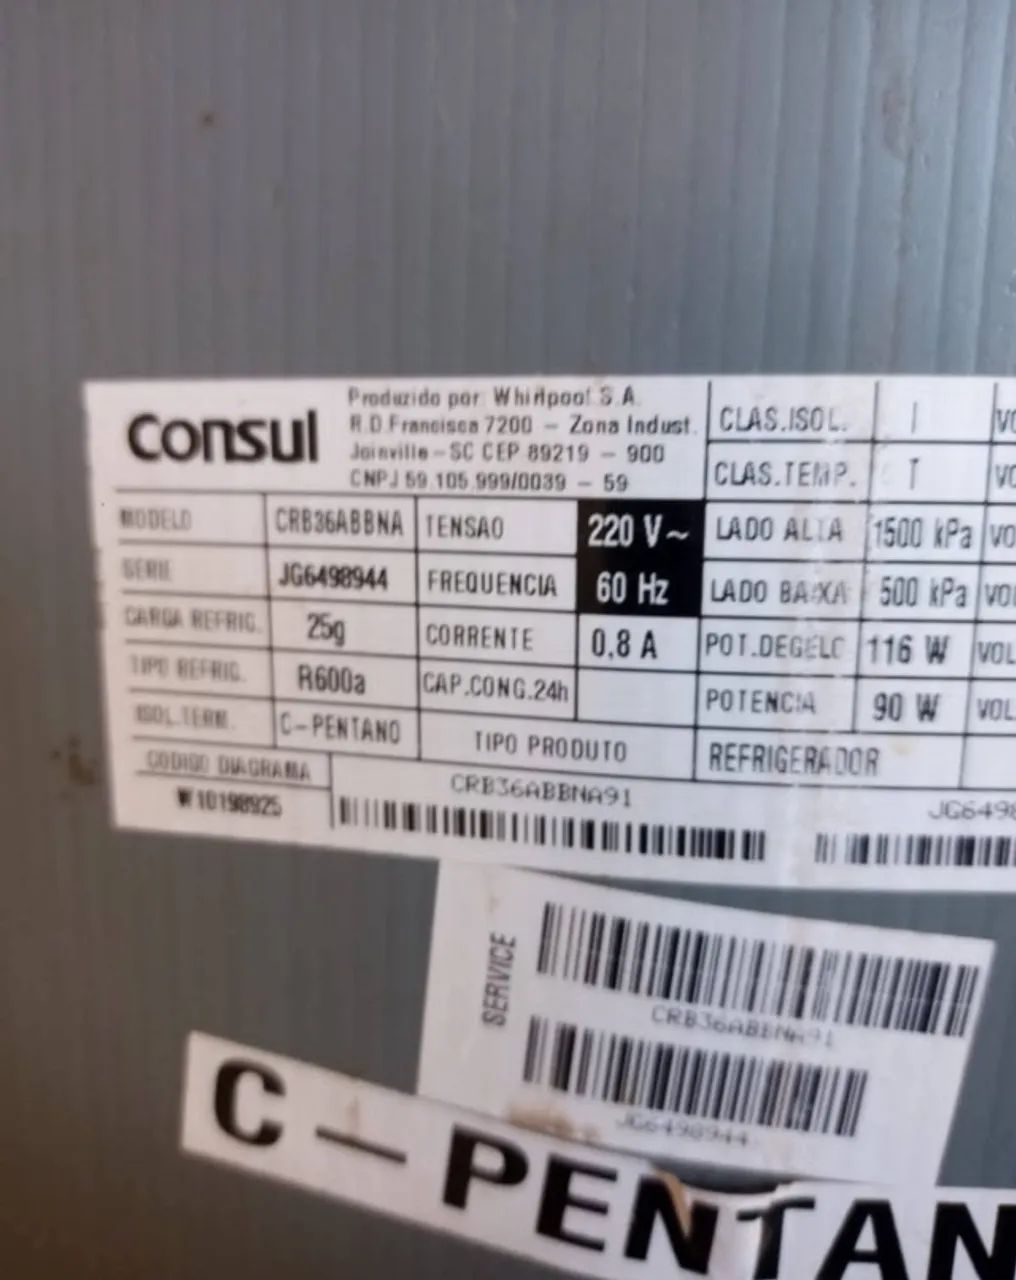 Consul
Produzido por: Whirlpool S.A.
R.D.Francisca 7200 – Zona Indust.
Joinville – SC CEP 89219 – 900
CNPJ 59.105.999/0039 – 59
CLAS.ISOL. I
CLAS.TEMP. T
MODELO CRB36ABBNA TENSAO 220 V~ LADO ALTA 1500 kPa
SERIE JG6498944 FREQUENCIA 60 Hz LADO BAIXA 500 kPa
CARGA REFRIG. 25g CORRENTE 0,8 A POT.DEGELO 116 W
TIPO REFRIG. R600a CAP.CONG.24h POTENCIA 90 W
ISOL.TERM. C-PENTANO TIPO PRODUTO REFRIGERADOR
CODIGO DIAGRAMA CRB36ABBNA91
W10198925
SERVICE
CRB36ABBNA91
JG6498944